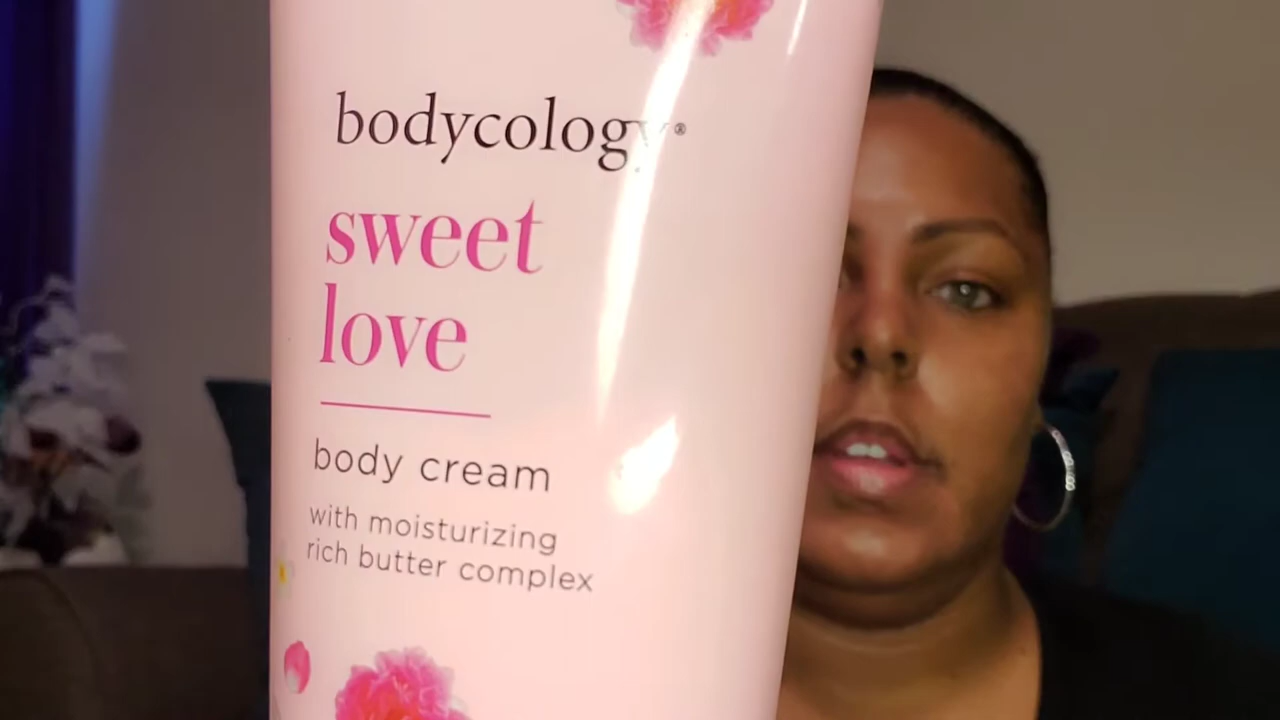 bodycology®
sweet
love
body cream
with moisturizing
rich butter complex